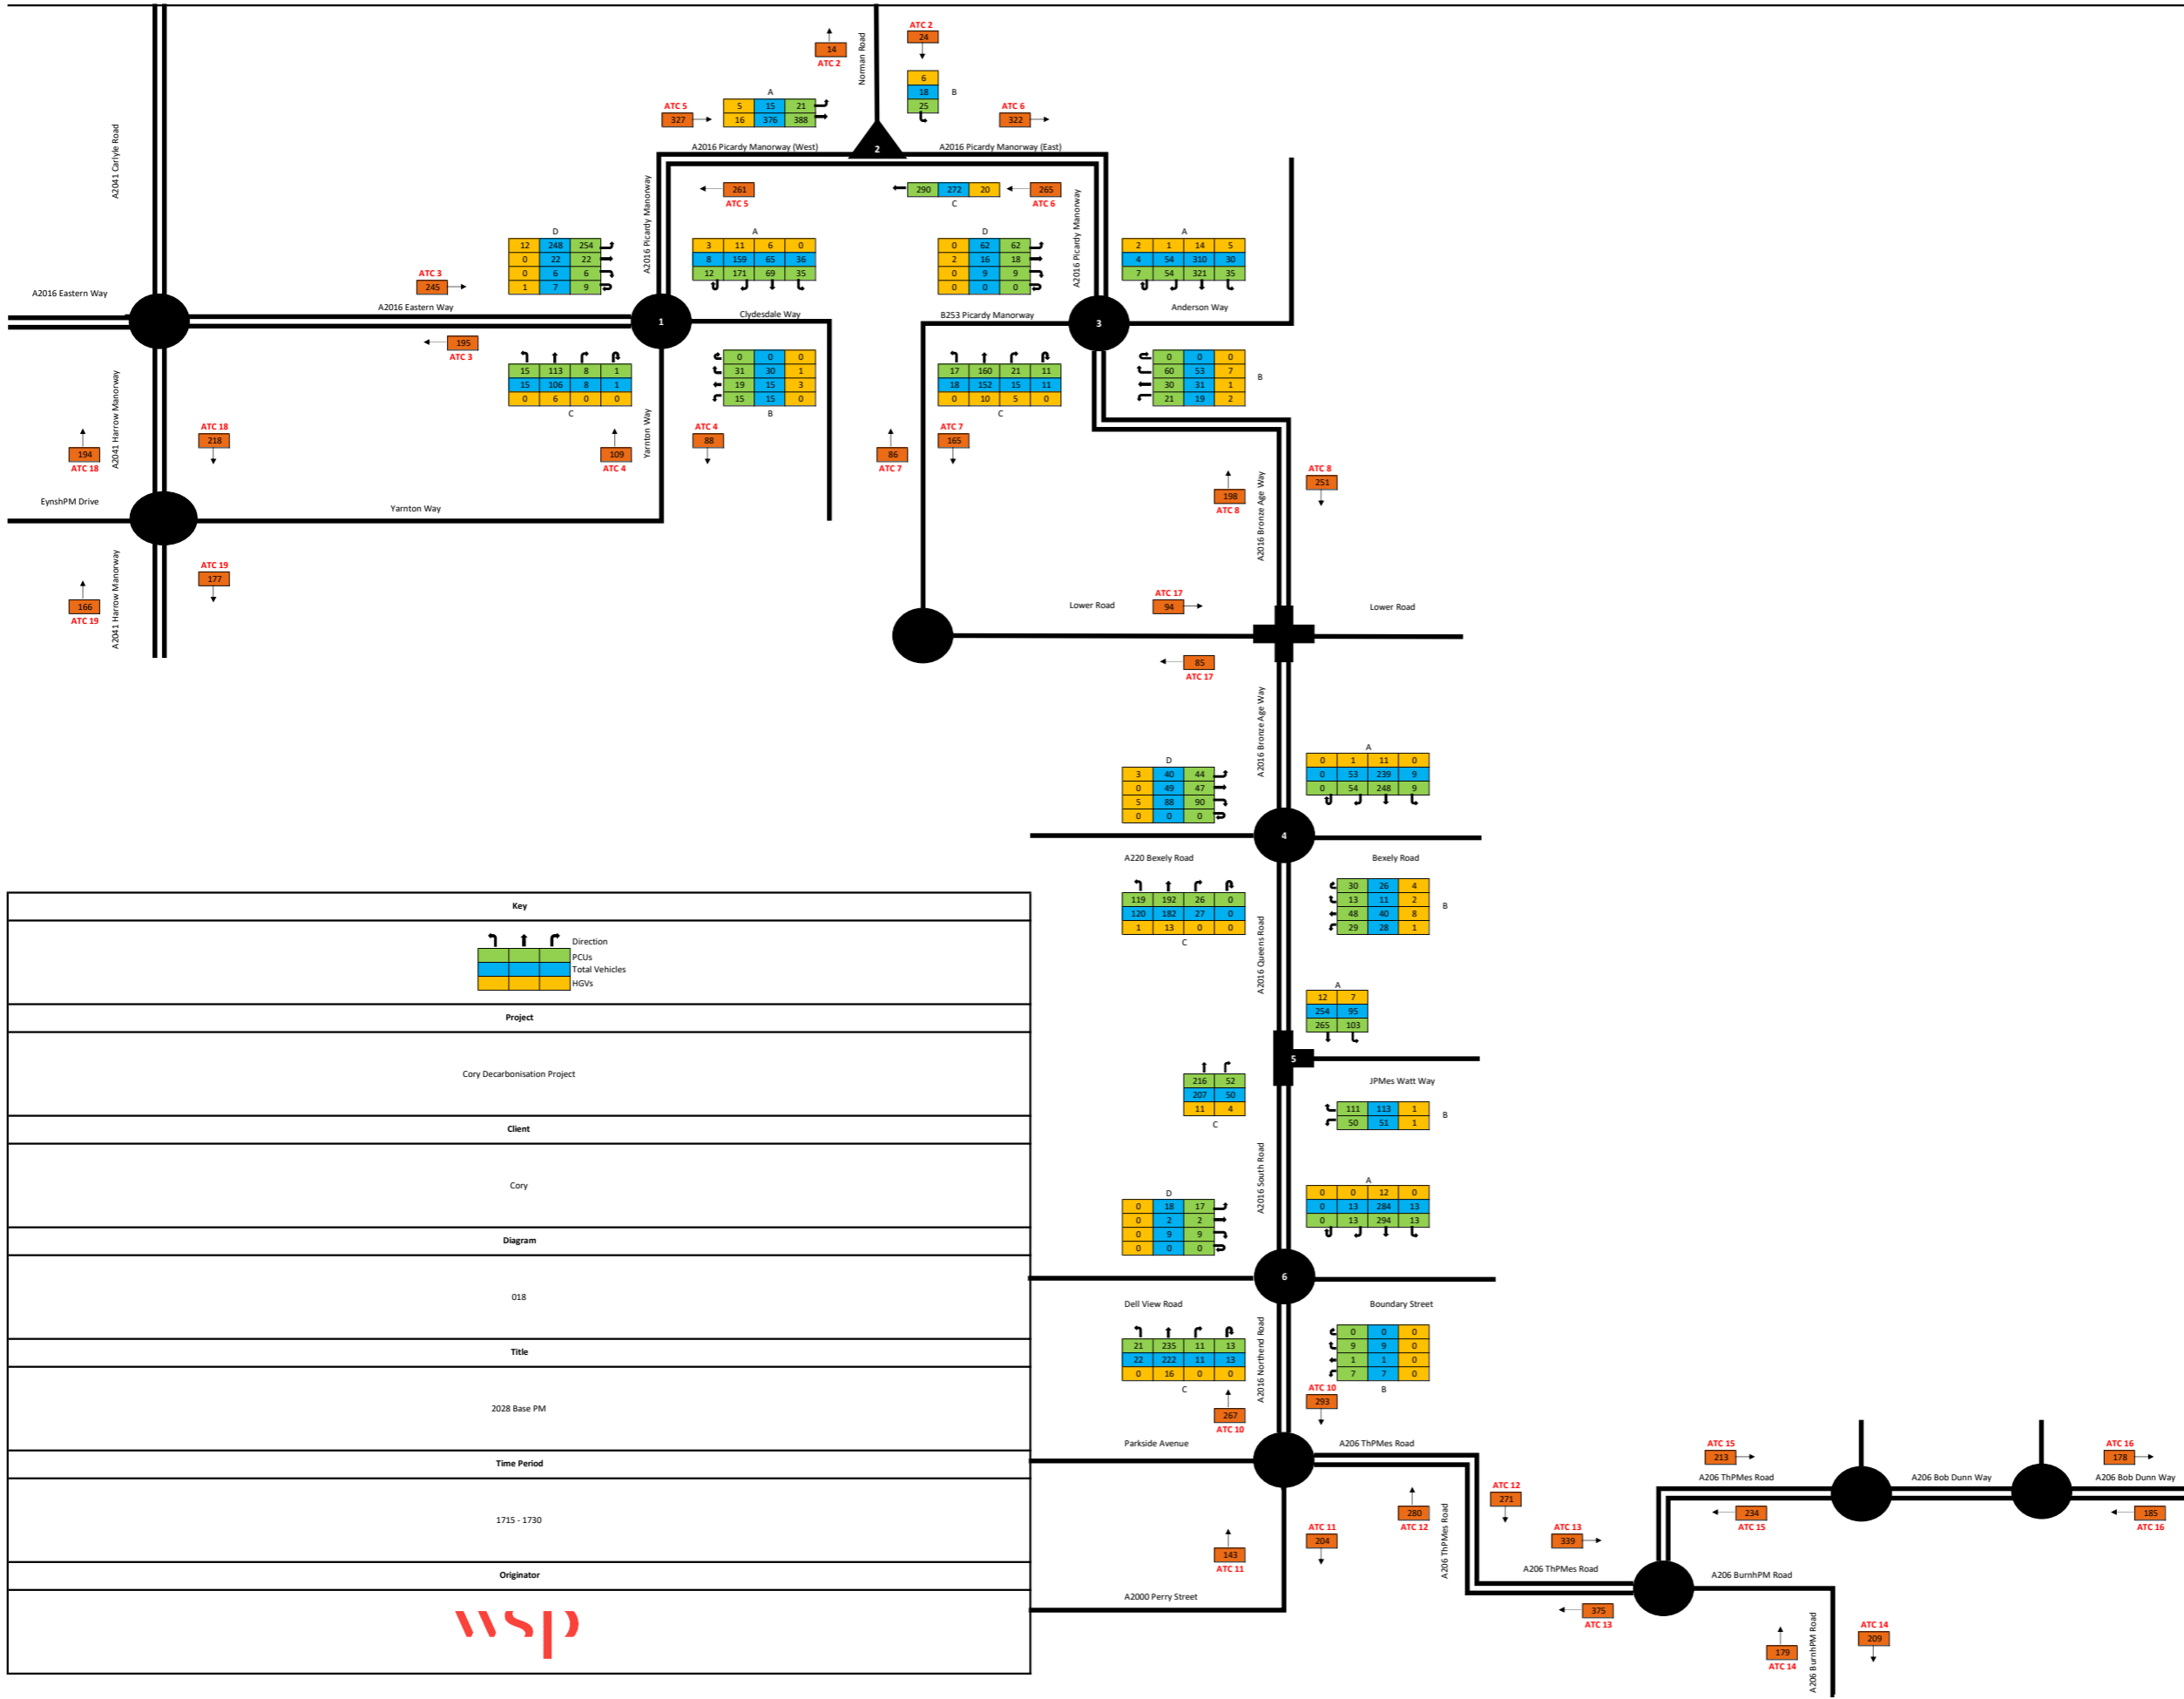 ATC 2
24
14
ATC 2
Norman Road
6
18
25
B
A
5 15 21
16 376 388
ATC 5
327
ATC 6
322
A2016 Picardy Manorway (West)
2
A2016 Picardy Manorway (East)
261
ATC 5
290 272 20
C
265
ATC 6
A2041 Carlyle Road
A2016 Picardy Manorway
A2016 Picardy Manorway
D
12 248 254
0 22 22
0 6 6
1 7 9
A
3 11 6 0
8 159 65 36
12 171 69 35
D
0 62 62
2 16 18
0 9 9
0 0 0
A
2 1 14 5
4 54 310 30
7 54 321 35
ATC 3
245
A2016 Eastern Way
A2016 Eastern Way
1
Clydesdale Way
B253 Picardy Manorway
3
Anderson Way
195
ATC 3
15 113 8 1
15 106 8 1
0 6 0 0
C
0 0 0
31 30 1
19 15 3
15 15 0
B
17 160 21 11
18 152 15 11
0 10 5 0
C
0 0 0
60 53 7
30 31 1
21 19 2
B
A2041 Harrow Manorway
194
ATC 18
ATC 18
218
109
ATC 4
Yarnton Way
ATC 4
88
86
ATC 7
ATC 7
165
198
ATC 8
A2016 Bronze Age Way
ATC 8
251
EynshPM Drive
Yarnton Way
166
ATC 19
A2041 Harrow Manorway
ATC 19
177
Lower Road
ATC 17
94
Lower Road
85
ATC 17
A2016 Bronze Age Way
D
3 40 44
0 49 47
5 88 90
0 0 0
A
0 1 11 0
0 53 239 9
0 54 248 9
4
A220 Bexely Road
Bexely Road
119 192 26 0
120 182 27 0
1 13 0 0
C
A2016 Queens Road
30 26 4
13 11 2
48 40 8
29 28 1
B
A
12 7
254 95
265 103
5
JPMes Watt Way
216 52
207 50
11 4
C
111 113 1
50 51 1
B
A2016 South Road
D
0 18 17
0 2 2
0 9 9
0 0 0
A
0 0 12 0
0 13 284 13
0 13 294 13
6
Dell View Road
Boundary Street
21 235 11 13
22 222 11 13
0 16 0 0
C
A2016 Northend Road
0 0 0
9 9 0
1 1 0
7 7 0
B
267
ATC 10
ATC 10
293
Parkside Avenue
A206 ThPMes Road
143
ATC 11
ATC 11
204
280
ATC 12
A206 ThPMes Road
ATC 12
271
A2000 Perry Street
ATC 13
339
A206 ThPMes Road
375
ATC 13
ATC 15
213
A206 ThPMes Road
234
ATC 15
A206 Bob Dunn Way
ATC 16
178
A206 Bob Dunn Way
185
ATC 16
A206 BurnhPM Road
179
ATC 14
A206 BurnhPM Road
ATC 14
209
Key
Direction
PCUs
Total Vehicles
HGVs
Project
Cory Decarbonisation Project
Client
Cory
Diagram
018
Title
2028 Base PM
Time Period
1715 - 1730
Originator
wsp